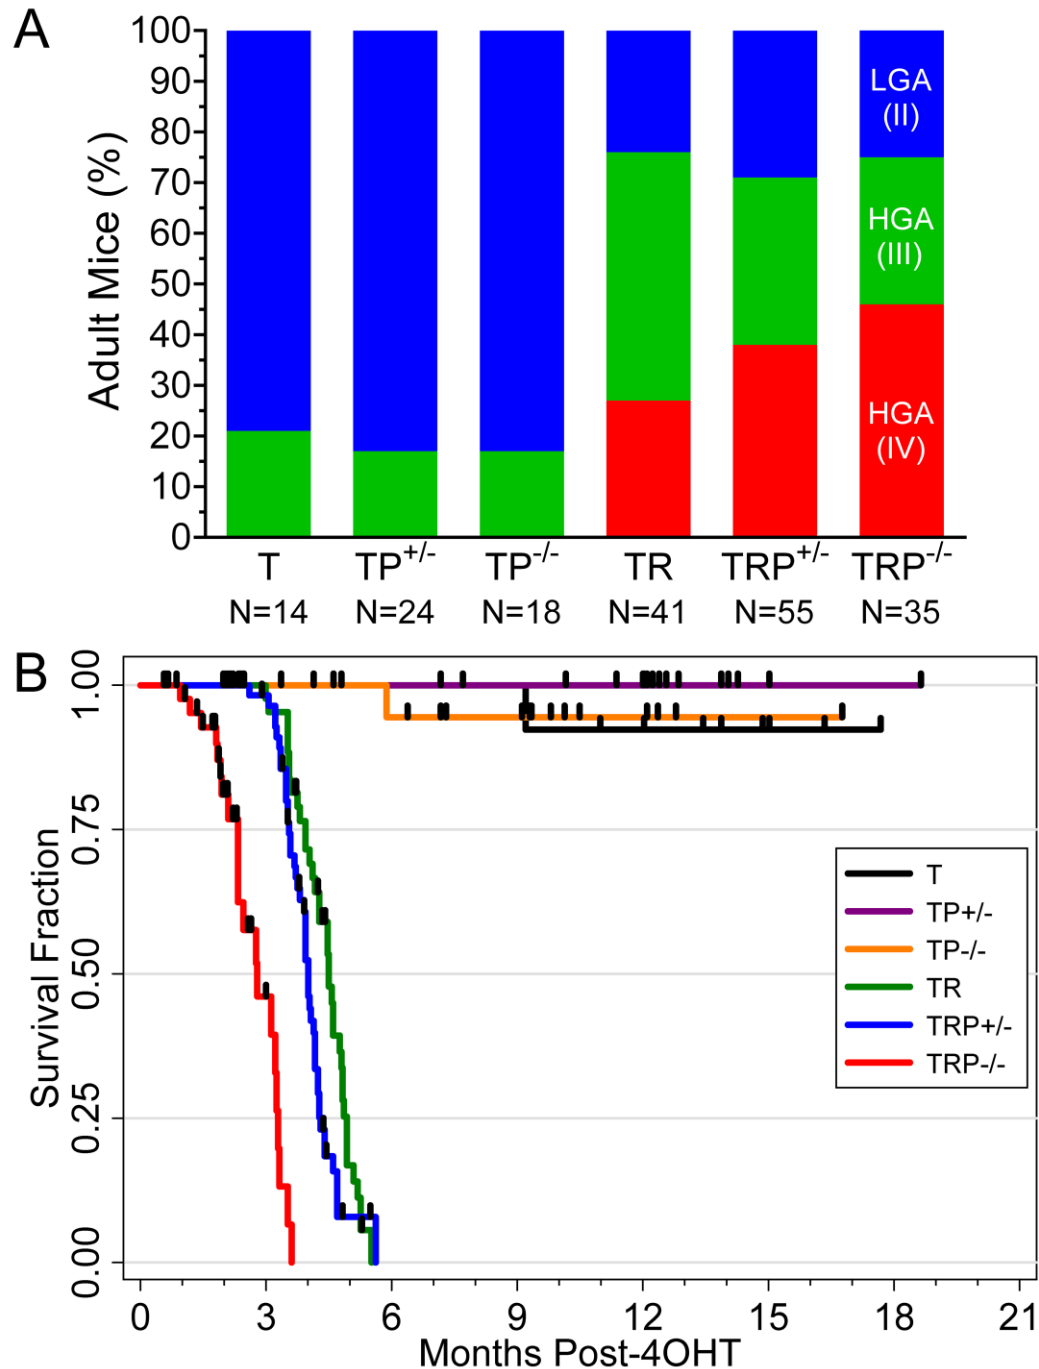 A
Adult Mice (%)
100
90
80
70
60
50
40
30
20
10
0
LGA
(II)
HGA
(III)
HGA
(IV)
T TP+/- TP-/- TR TRP+/- TRP-/-
N=14 N=24 N=18 N=41 N=55 N=35
B
Survival Fraction
1.00
0.75
0.50
0.25
0.00
T
TP+/-
TP-/-
TR
TRP+/-
TRP-/-
0 3 6 9 12 15 18 21
Months Post-4OHT